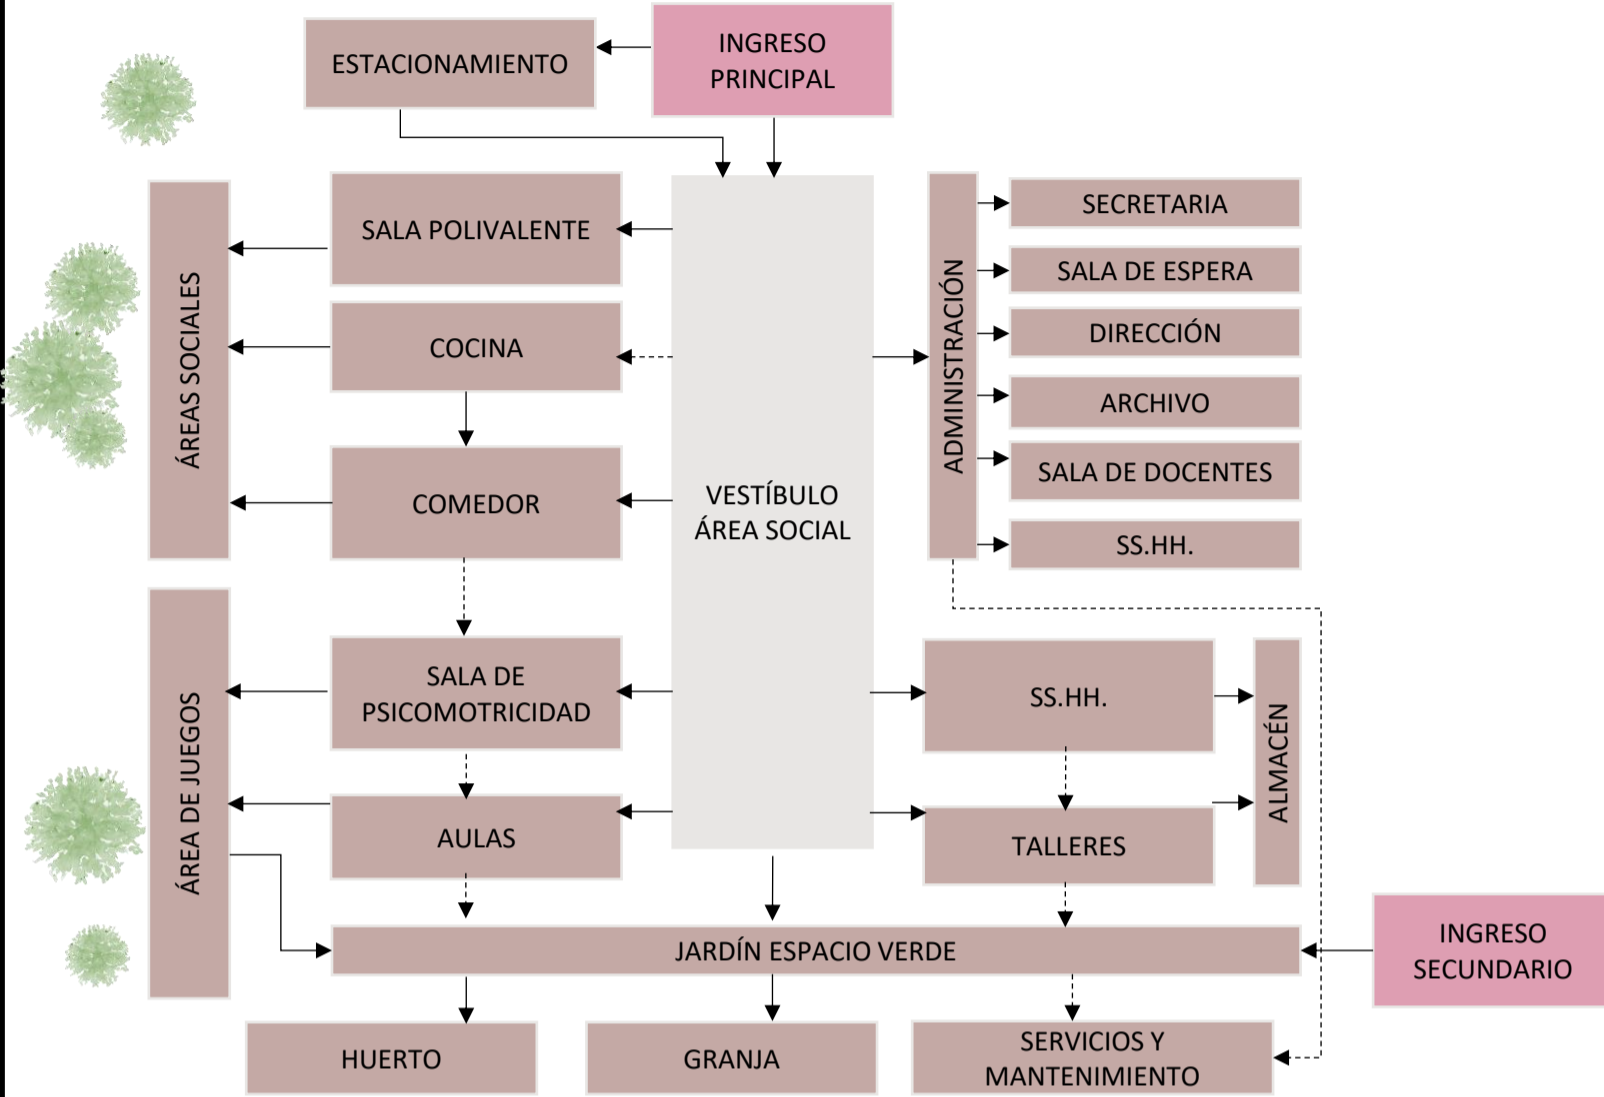 INGRESO
PRINCIPAL
ESTACIONAMIENTO
ÁREAS SOCIALES
SALA POLIVALENTE
COCINA
COMEDOR
VESTÍBULO
ÁREA SOCIAL
ADMINISTRACIÓN
SECRETARIA
SALA DE ESPERA
DIRECCIÓN
ARCHIVO
SALA DE DOCENTES
SS.HH.
ÁREA DE JUEGOS
SALA DE
PSICOMOTRICIDAD
AULAS
SS.HH.
TALLERES
ALMACÉN
JARDÍN ESPACIO VERDE
INGRESO
SECUNDARIO
HUERTO
GRANJA
SERVICIOS Y
MANTENIMIENTO